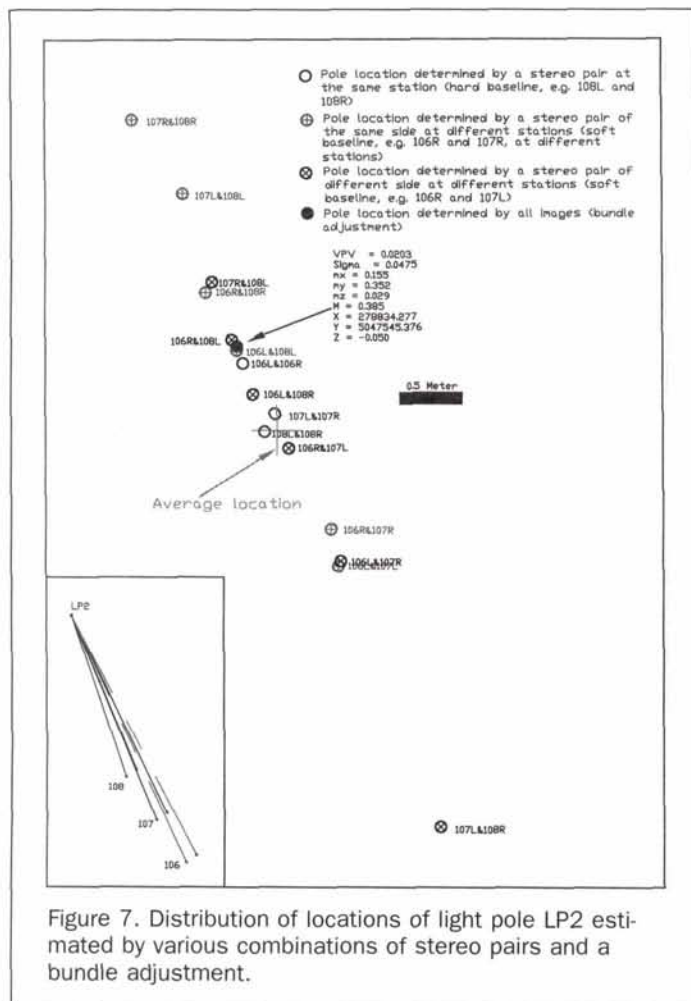 Pole location determined by a stereo pair at
the same station (hard baseline, e.g. 108L and
108R)
Pole location determined by a stereo pair of
the same side at different stations (soft
baseline, e.g. 106R and 107R, at different
stations)
Pole location determined by a stereo pair of
different side at different stations (soft
baseline, e.g. 106R and 107L)
Pole location determined by all images (bundle
adjustment)
VPV = 0.0203
Sigma = 0.0475
mx = 0.155
my = 0.352
mz = 0.029
M = 0.385
X = 278834.277
Y = 5047545.376
Z = -0.050
107R&108R
107L&108L
107R&108L
106R&108R
106R&108L
106L&108L
106L&106R
0.5 Meter
106L&108R
107L&107R
108L&108R
106R&107L
Average location
106R&107R
106L&107R
106L&107L
LP2
108
107
106
107L&108R
Figure 7. Distribution of locations of light pole LP2 esti-
mated by various combinations of stereo pairs and a
bundle adjustment.